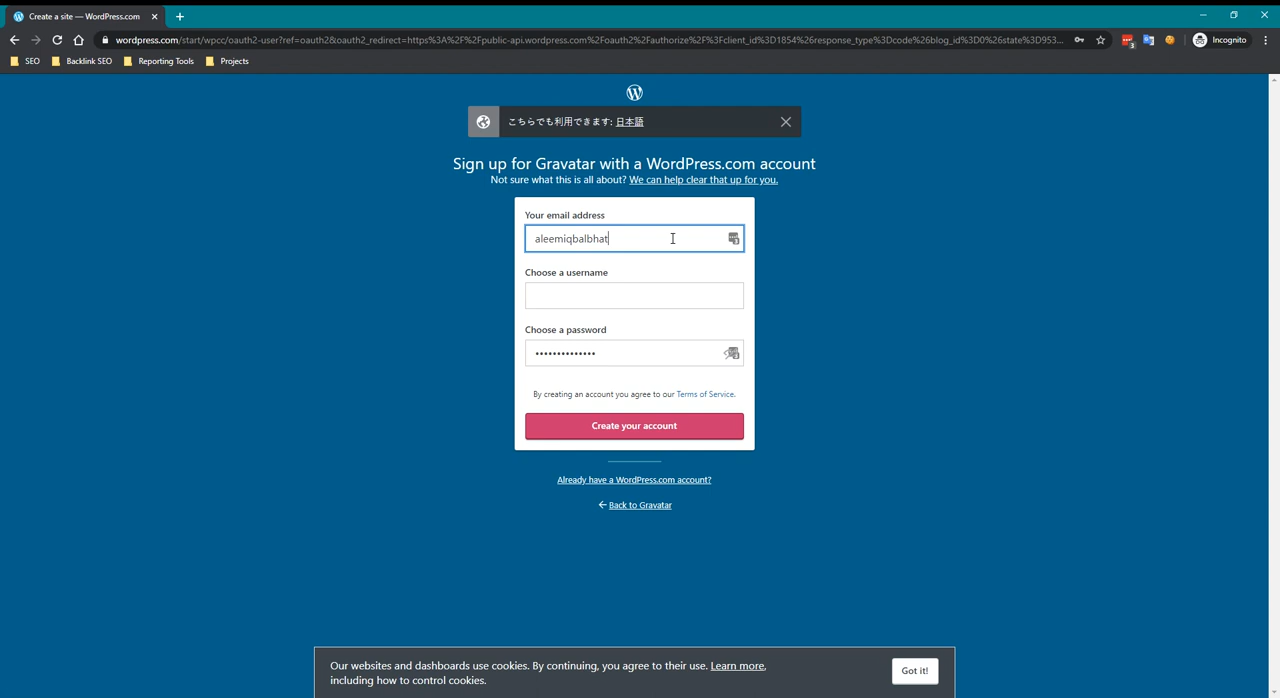 Create a site — WordPress.com
wordpress.com/start/wpcc/oauth2-user?ref=oauth2&oauth2_redirect=https%3A%2F%2Fpublic-api.wordpress.com%2Foauth2%2Fauthorize%2F%3Fclient_id%3D1854%26response_type%3Dcode%26blog_id%3D0%26state%3D953...
Incognito
SEO
Backlink SEO
Reporting Tools
Projects
こちらでも利用できます: 日本語
Sign up for Gravatar with a WordPress.com account
Not sure what this is all about? We can help clear that up for you.
Your email address
aleemiqbalbhat
Choose a username
Choose a password
By creating an account you agree to our Terms of Service.
Create your account
Already have a WordPress.com account?
Back to Gravatar
Our websites and dashboards use cookies. By continuing, you agree to their use. Learn more,
including how to control cookies.
Got it!